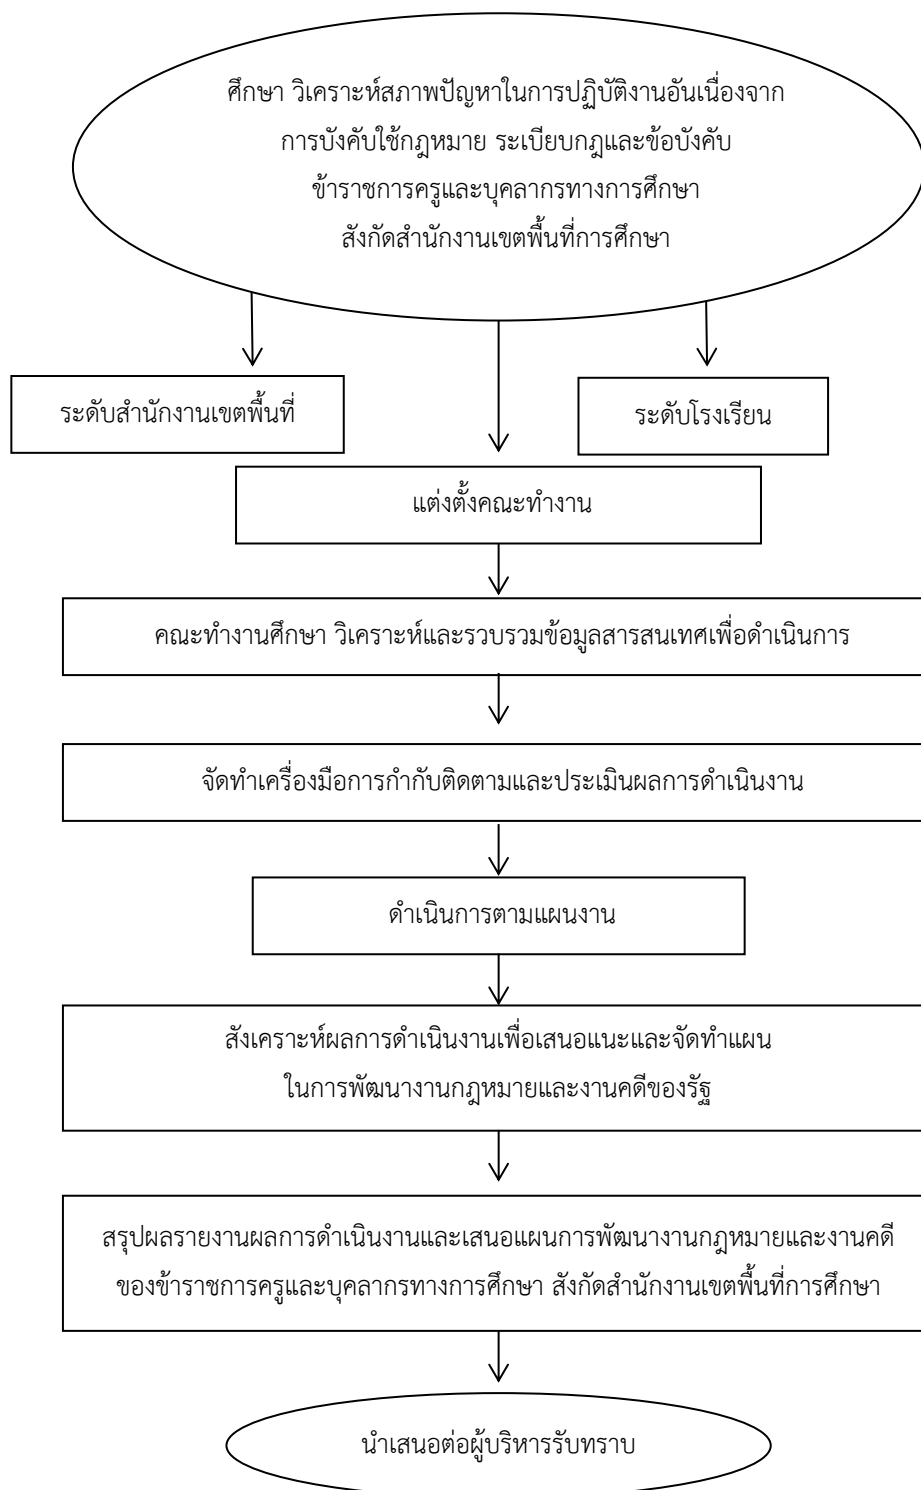 ศึกษา วิเคราะห์สภาพปัญหาในการปฏิบัติงานอันเนื่องจาก
การบังคับใช้กฎหมาย ระเบียบกฎและข้อบังคับ
ข้าราชการครูและบุคลากรทางการศึกษา
สังกัดสำนักงานเขตพื้นที่การศึกษา
ระดับสำนักงานเขตพื้นที่
ระดับโรงเรียน
แต่งตั้งคณะทำงาน
คณะทำงานศึกษา วิเคราะห์และรวบรวมข้อมูลสารสนเทศเพื่อดำเนินการ
จัดทำเครื่องมือการกำกับติดตามและประเมินผลการดำเนินงาน
ดำเนินการตามแผนงาน
สังเคราะห์ผลการดำเนินงานเพื่อเสนอแนะและจัดทำแผน
ในการพัฒนางานกฎหมายและงานคดีของรัฐ
สรุปผลรายงานผลการดำเนินงานและเสนอแผนการพัฒนางานกฎหมายและงานคดี
ของข้าราชการครูและบุคลากรทางการศึกษา สังกัดสำนักงานเขตพื้นที่การศึกษา
นำเสนอต่อผู้บริหารรับทราบ